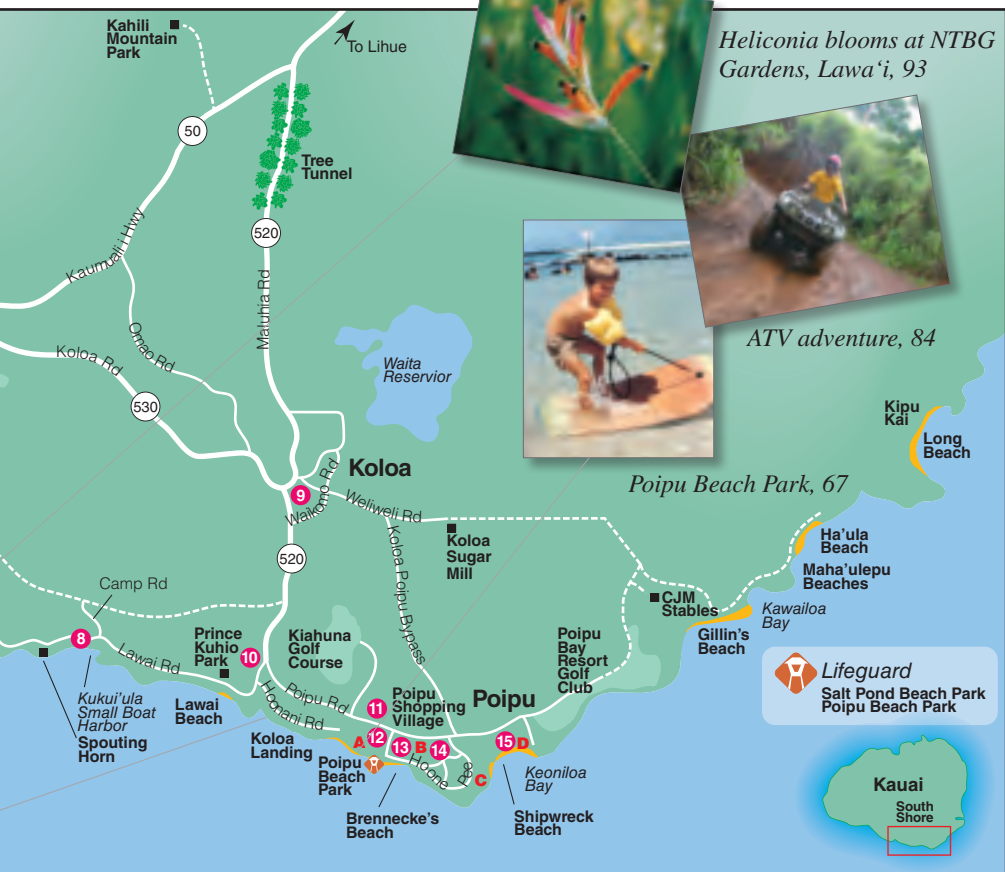 Kahili
Mountain
Park
To Lihue
Heliconia blooms at NTBG
Gardens, Lawa‘i, 93
50
Tree
Tunnel
520
Kaumuali i Hwy
Maluhia Rd
Omao Rd
Koloa Rd
530
Waita
Reservior
ATV adventure, 84
Kipu
Kai
Long
Beach
Koloa
9
Waikomo Rd
Weliweli Rd
Poipu Beach Park, 67
Koloa
Sugar
Mill
Koloa Poipu Bypass
520
Ha'ula
Beach
Maha'ulepu
Beaches
Camp Rd
CJM
Stables
Kawailoa
Bay
Gillin's
Beach
8
Lawai Rd
Prince
Kuhio
Park
10
Kiahuna
Golf
Course
Poipu
Bay
Resort
Golf
Club
Lifeguard
Salt Pond Beach Park
Poipu Beach Park
Kukui'ula
Small Boat
Harbor
Spouting
Horn
Lawai
Beach
Hoonani Rd
Poipu Rd
11
Poipu
Shopping
Village
Poipu
Koloa
Landing
A
12
13
B
14
15
D
Poipu
Beach
Park
Hoone
Pee
C
Keoniloa
Bay
Brennecke's
Beach
Shipwreck
Beach
Kauai
South
Shore